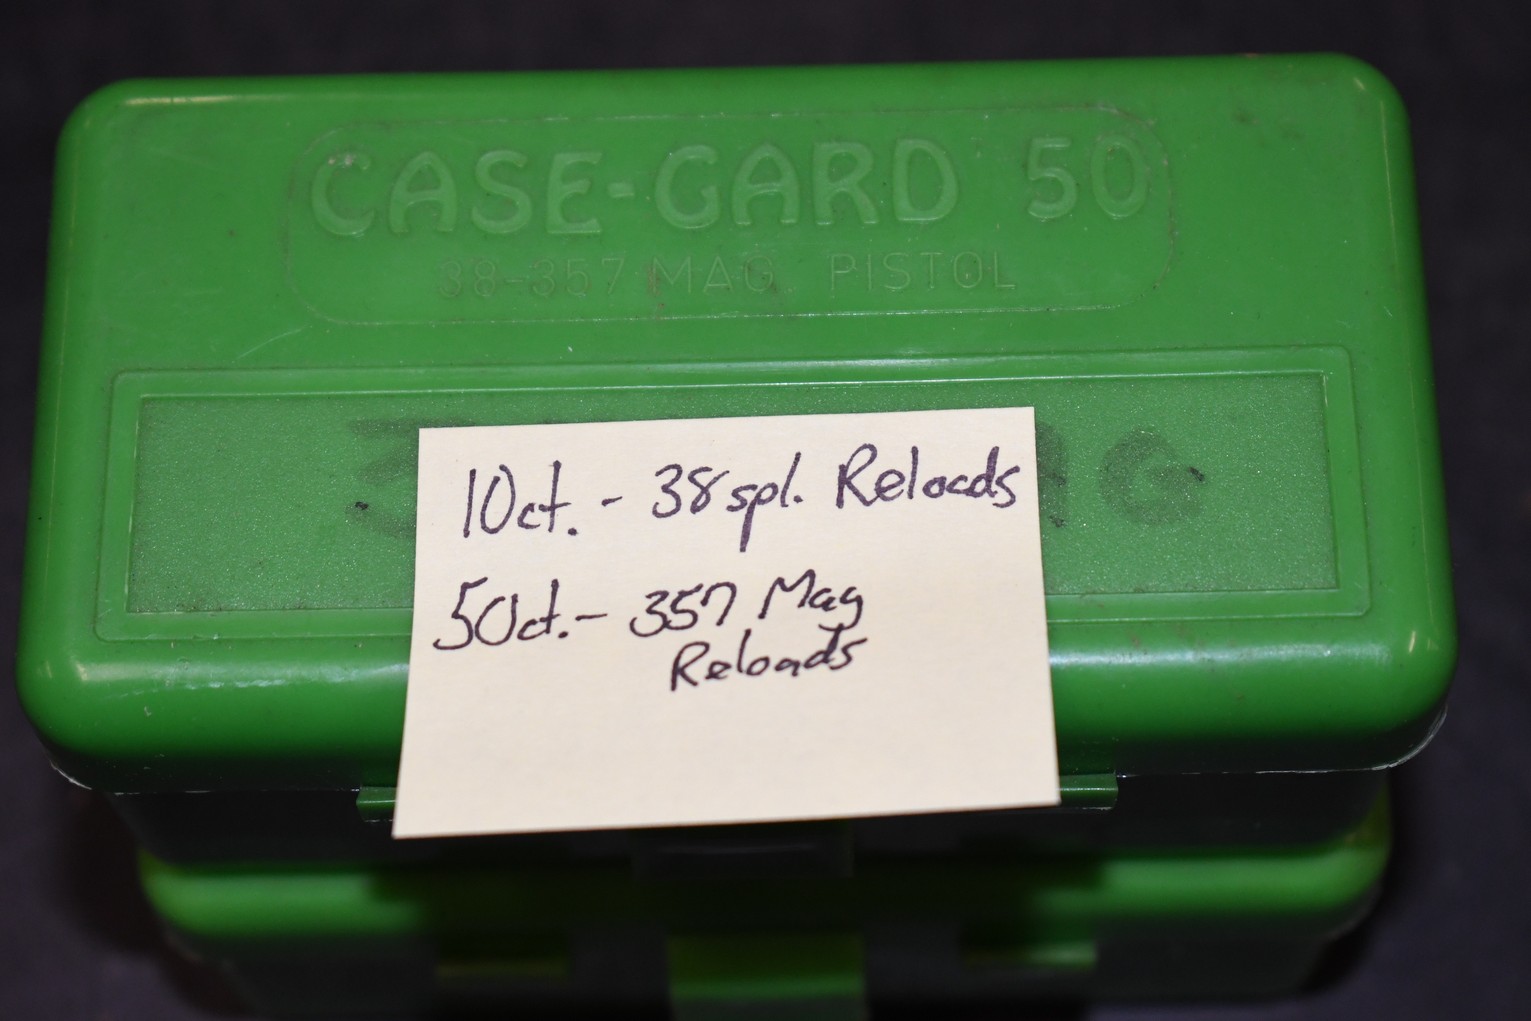 CASE-GARD 50
38-357 MAG. PISTOL
10ct. - 38 spl. Reloads
50ct. - 357 Mag
Reloads